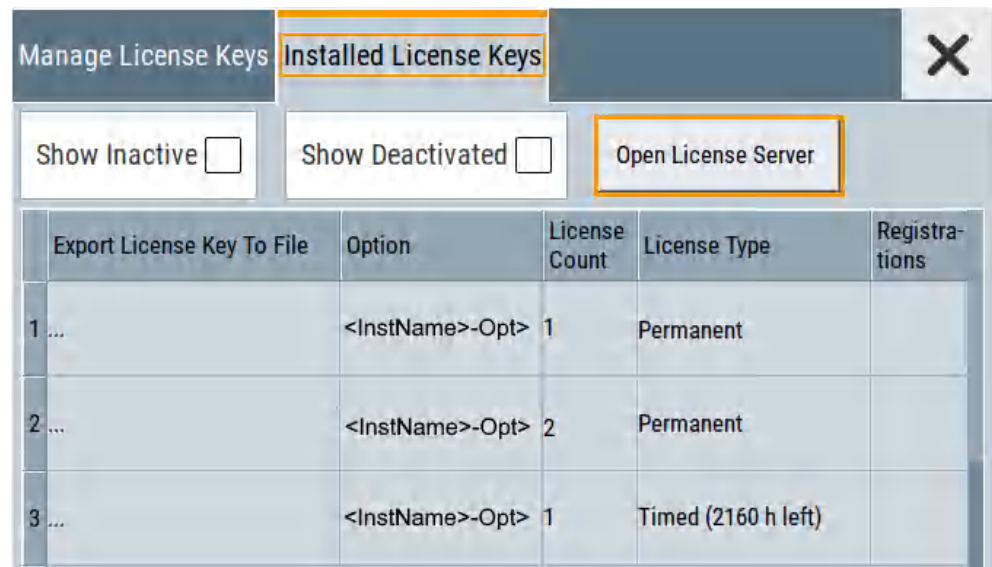 Manage License Keys Installed License Keys
Show Inactive Show Deactivated Open License Server
Export License Key To File Option License Count License Type Registra-tions
1 ... <InstName>-Opt> 1 Permanent
2 ... <InstName>-Opt> 2 Permanent
3 ... <InstName>-Opt> 1 Timed (2160 h left)